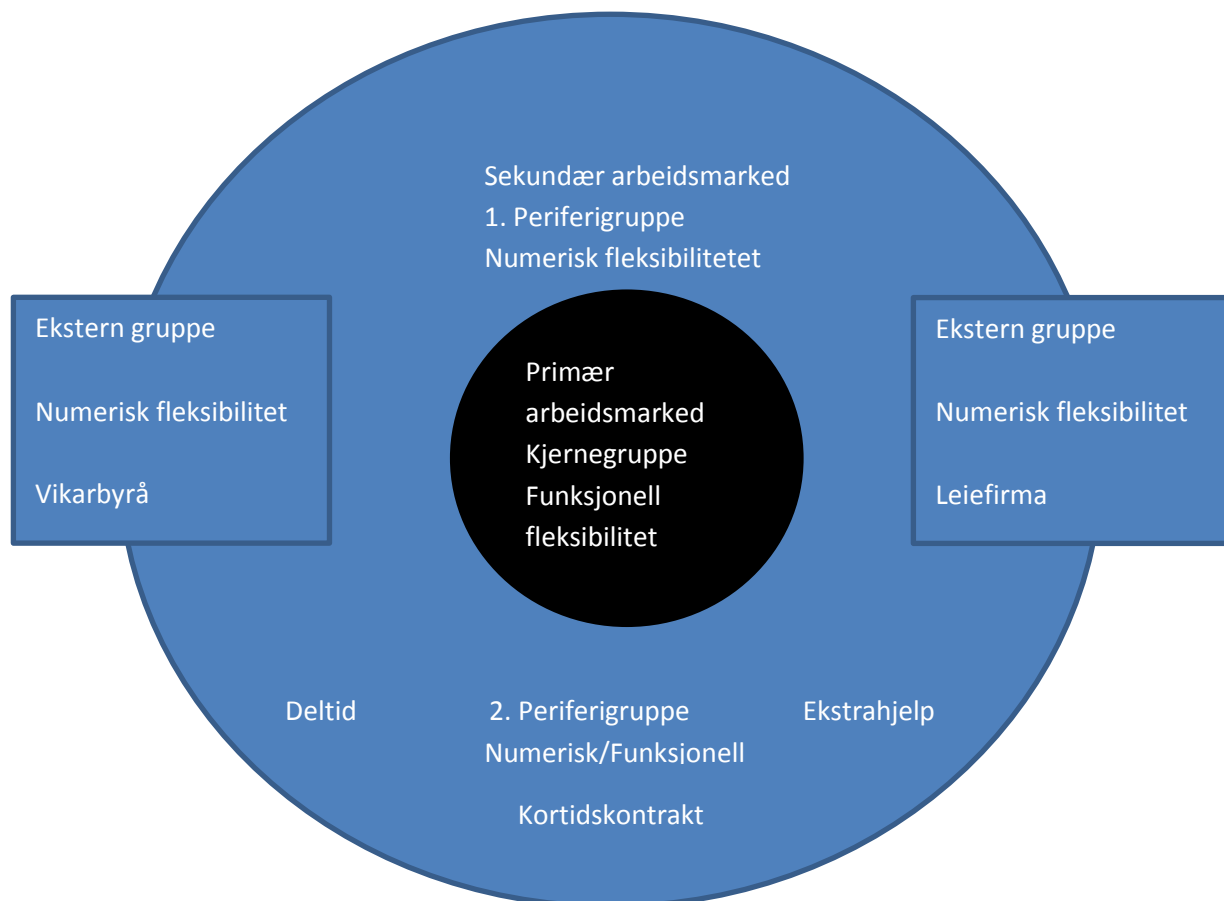 Sekundær arbeidsmarked
1. Periferigruppe
Numerisk fleksibilitetet
Ekstern gruppe
Numerisk fleksibilitet
Vikarbyrå
Primær
arbeidsmarked
Kjernegruppe
Funksjonell
fleksibilitet
Ekstern gruppe
Numerisk fleksibilitet
Leiefirma
Deltid
2. Periferigruppe
Numerisk/Funksjonell
Ekstrahjelp
Kortidskontrakt